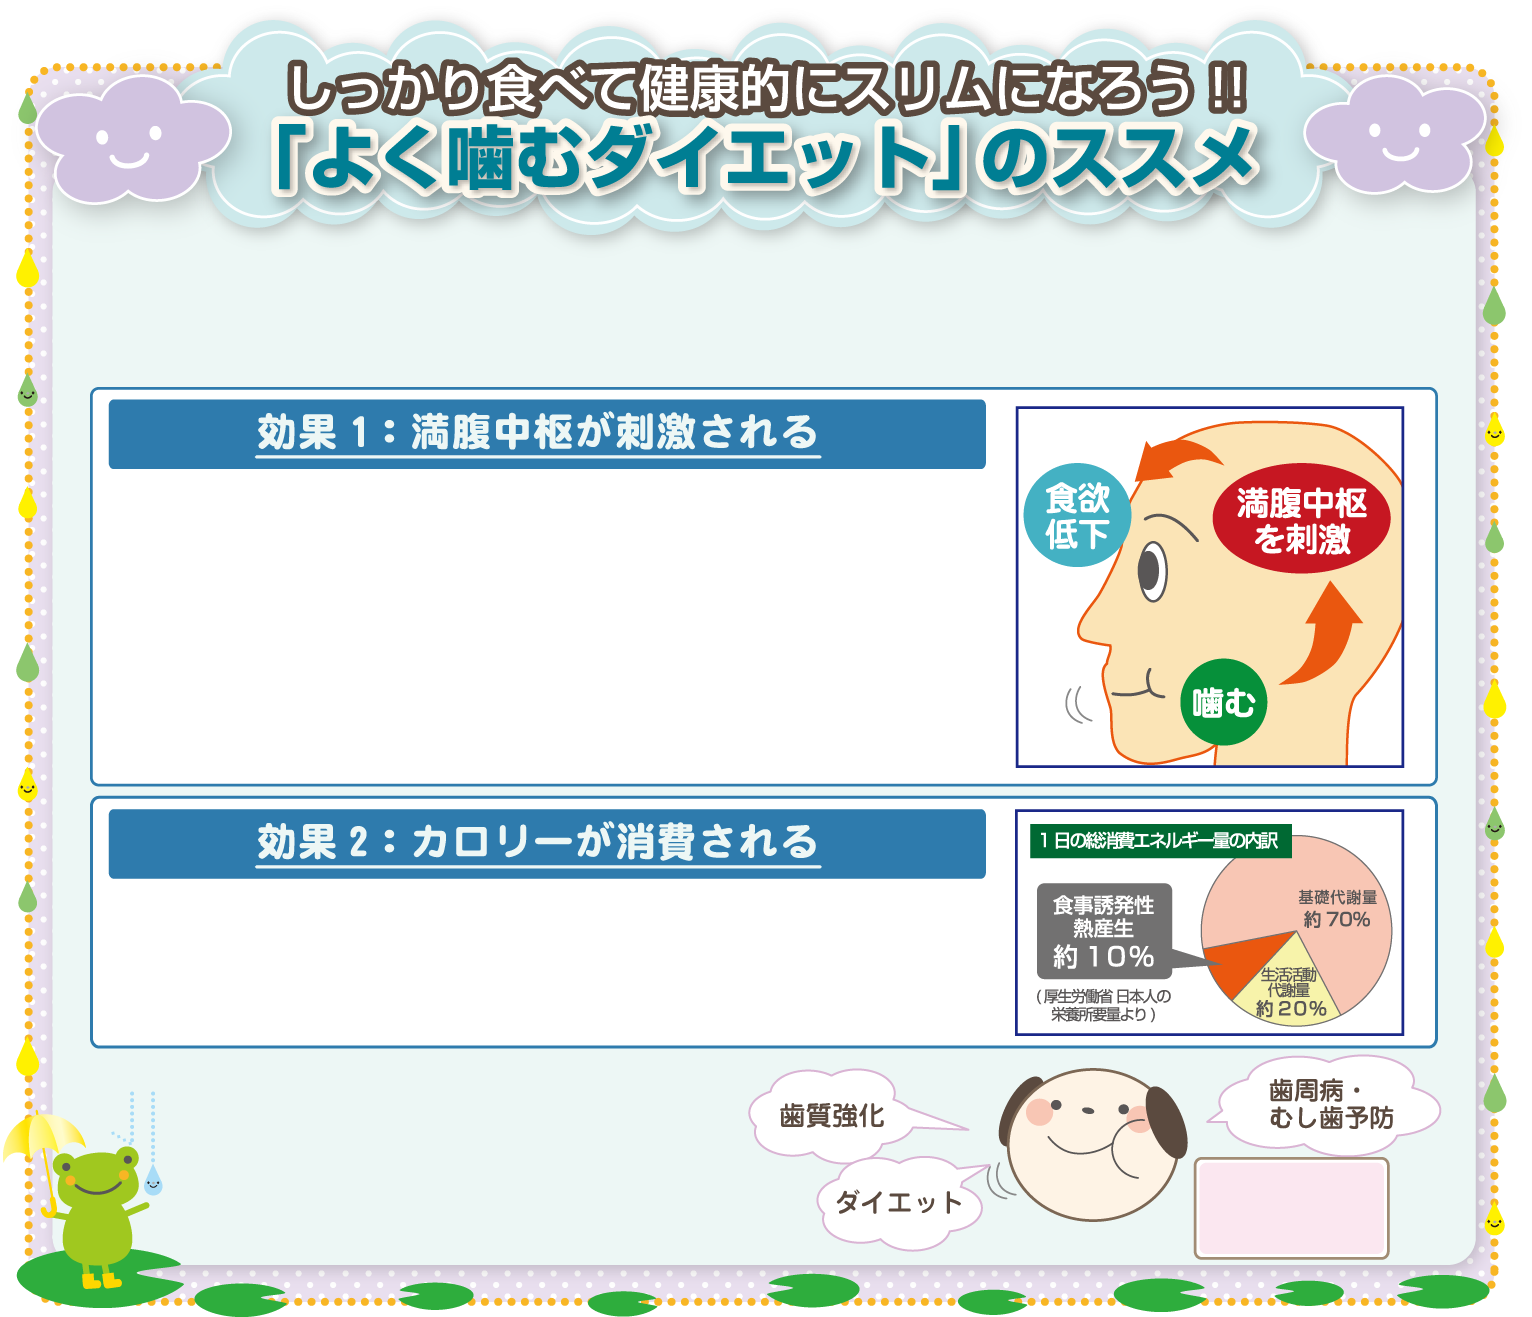 しっかり食べて健康的にスリムになろう!!
「よく噛むダイエット」のススメ
効果1：満腹中枢が刺激される
食欲
低下
満腹中枢
を刺激
噛む
効果2：カロリーが消費される
1日の総消費エネルギー量の内訳
食事誘発性
熱産生
約10%
(厚生労働省 日本人の
栄養所要量より)
基礎代謝量
約70%
生活活動
代謝量
約20%
歯質強化
ダイエット
歯周病・
むし歯予防